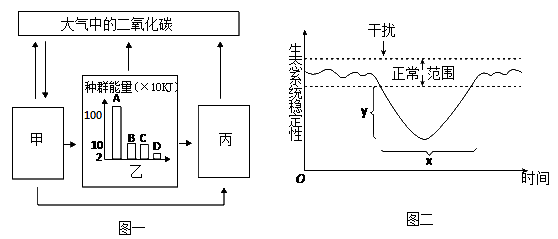 大气中的二氧化碳
种群能量(×10KJ)
A
100
B C
10
D
2
甲
乙
丙
图一
干扰
生态系统稳定性
正常范围
y
x
O
时间
图二